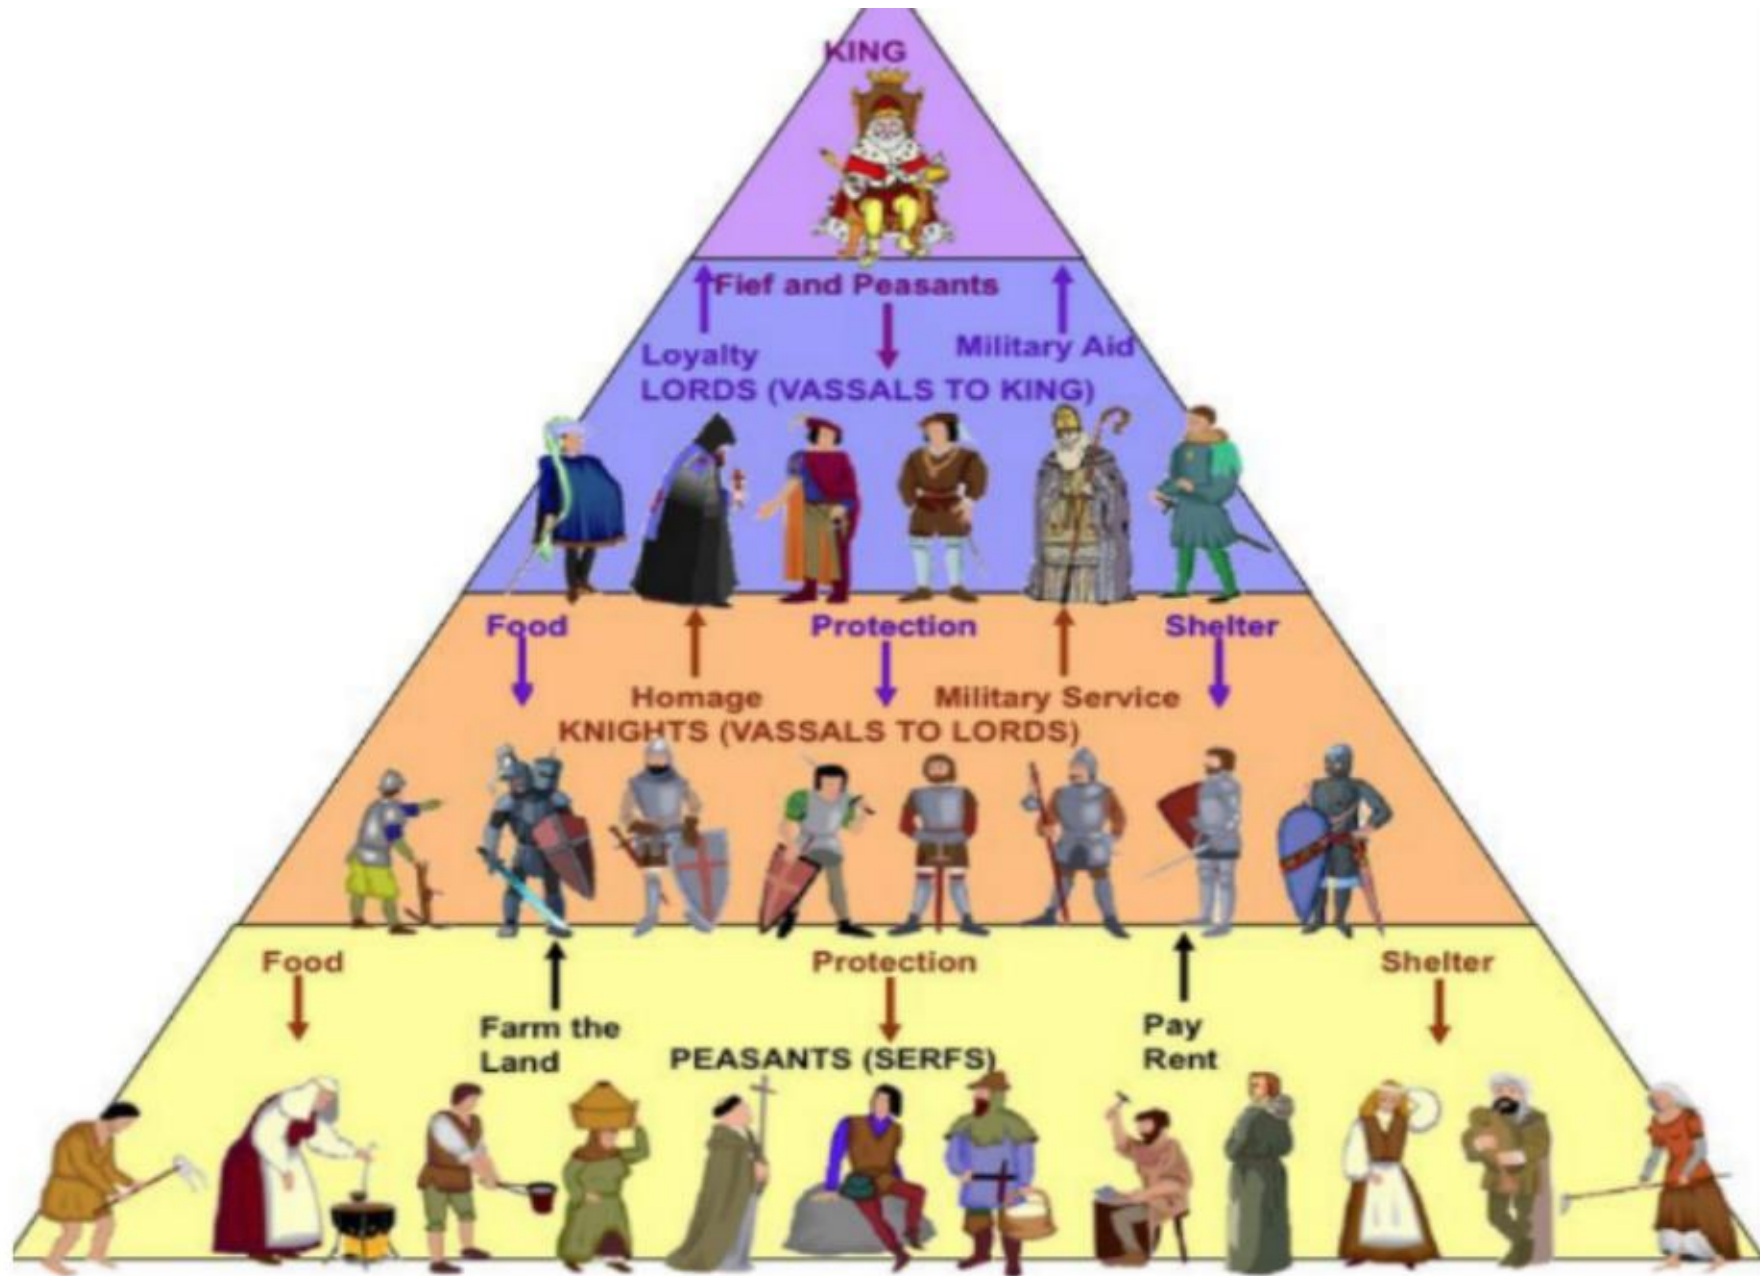 KING
Fief and Peasants
Loyalty
Military Aid
LORDS (VASSALS TO KING)
Food
Protection
Shelter
Homage
Military Service
KNIGHTS (VASSALS TO LORDS)
Food
Protection
Shelter
Farm the
Land
Pay
Rent
PEASANTS (SERFS)